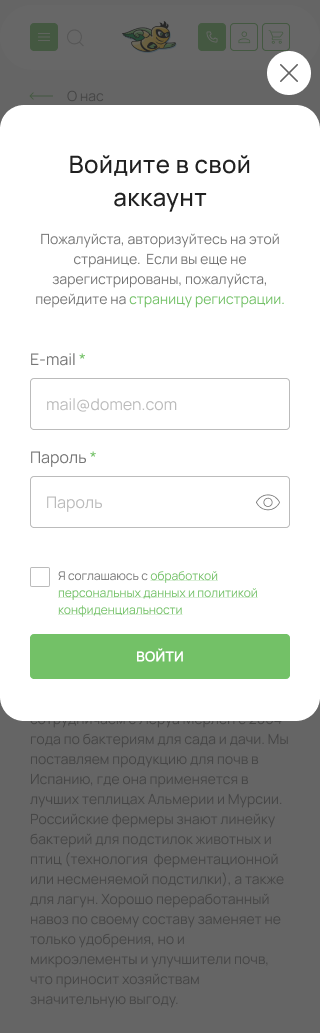 О нас
Войдите в свой
аккаунт
Пожалуйста, авторизуйтесь на этой
странице. Если вы еще не
зарегистрированы, пожалуйста,
перейдите на страницу регистрации.
E-mail *
mail@domen.com
Пароль *
Пароль
Я соглашаюсь с обработкой
персональных данных и политикой
конфиденциальности
ВОЙТИ
года по бактериям для сада и дачи. Мы
поставляем продукцию для почв в
Испанию, где она применяется в
лучших теплицах Альмерии и Мурсии.
Российские фермеры знают линейку
бактерий для подстилок животных и
птиц (технология ферментационной
или несменяемой подстилки), а также
для лагун. Хорошо переработанный
навоз по своему составу заменяет не
только удобрения, но и
микроэлементы и улучшители почв,
что приносит хозяйствам
значительную выгоду.